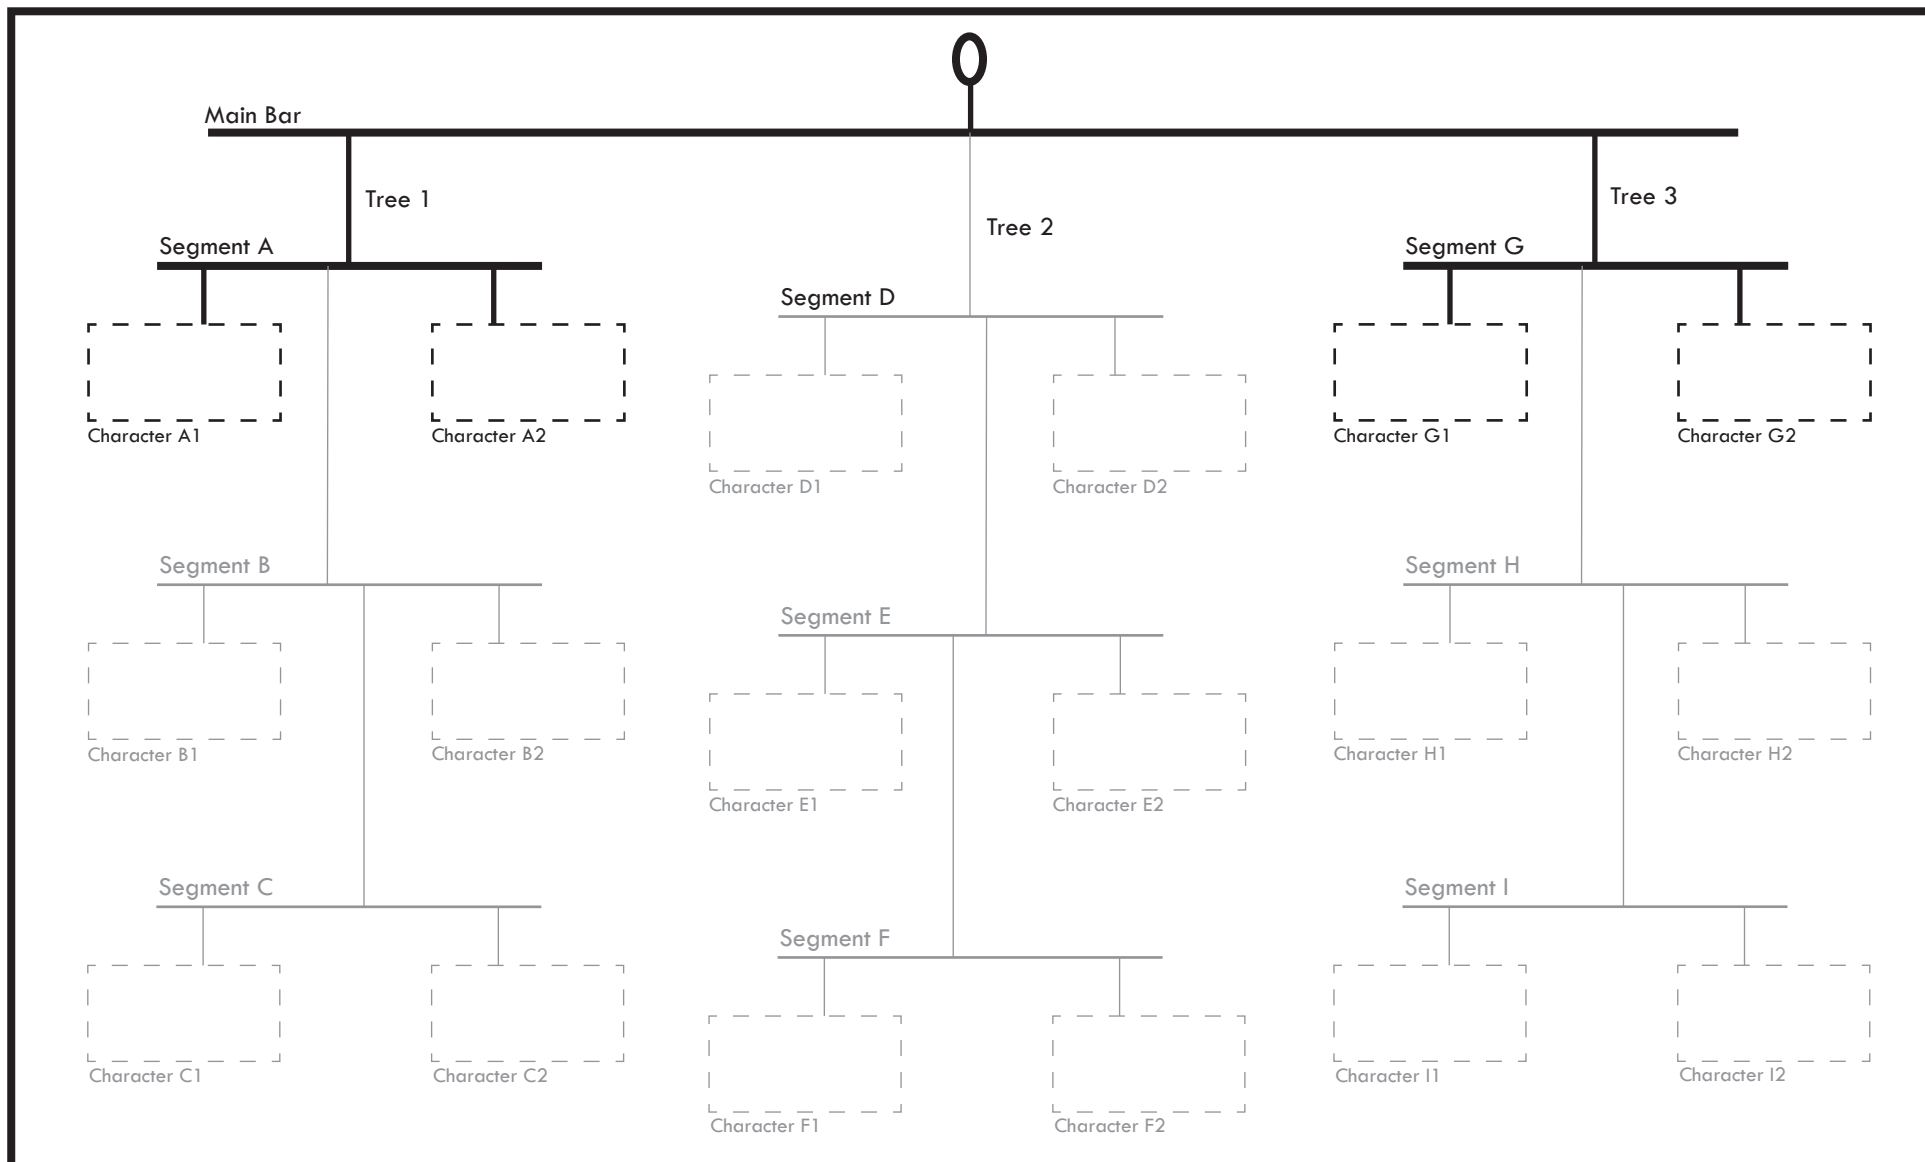 Main Bar
Tree 1
Tree 2
Tree 3
Segment A
Segment G
Segment D
Character A1
Character A2
Character G1
Character G2
Character D1
Character D2
Segment B
Segment H
Segment E
Character B1
Character B2
Character H1
Character H2
Character E1
Character E2
Segment C
Segment I
Segment F
Character C1
Character C2
Character I1
Character I2
Character F1
Character F2